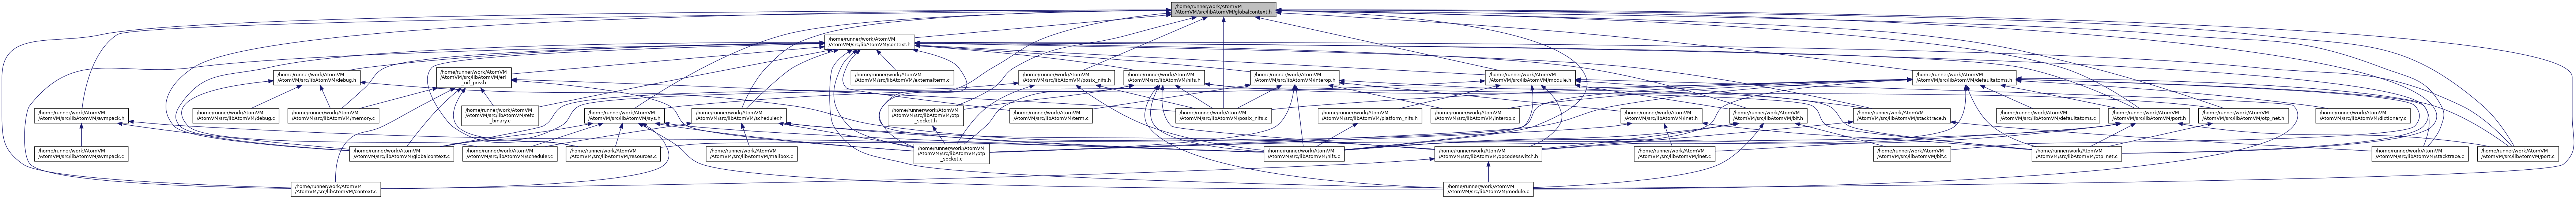 /home/runner/work/AtomVM
/AtomVM/src/libAtomVM/globalcontext.h
/home/runner/work/AtomVM
/AtomVM/src/libAtomVM/context.h
/home/runner/work/AtomVM
/AtomVM/src/libAtomVM/debug.h
/home/runner/work/AtomVM
/AtomVM/src/libAtomVM/erl
_nif_priv.h
/home/runner/work/AtomVM
/AtomVM/src/libAtomVM/externalterm.c
/home/runner/work/AtomVM
/AtomVM/src/libAtomVM/posix_nifs.h
/home/runner/work/AtomVM
/AtomVM/src/libAtomVM/nifs.h
/home/runner/work/AtomVM
/AtomVM/src/libAtomVM/interop.h
/home/runner/work/AtomVM
/AtomVM/src/libAtomVM/module.h
/home/runner/work/AtomVM
/AtomVM/src/libAtomVM/defaultatoms.h
/home/runner/work/AtomVM
/AtomVM/src/libAtomVM/avmpack.h
/home/runner/work/AtomVM
/AtomVM/src/libAtomVM/debug.c
/home/runner/work/AtomVM
/AtomVM/src/libAtomVM/memory.c
/home/runner/work/AtomVM
/AtomVM/src/libAtomVM/refc
_binary.c
/home/runner/work/AtomVM
/AtomVM/src/libAtomVM/sys.h
/home/runner/work/AtomVM
/AtomVM/src/libAtomVM/scheduler.h
/home/runner/work/AtomVM
/AtomVM/src/libAtomVM/otp
_socket.h
/home/runner/work/AtomVM
/AtomVM/src/libAtomVM/term.c
/home/runner/work/AtomVM
/AtomVM/src/libAtomVM/posix_nifs.c
/home/runner/work/AtomVM
/AtomVM/src/libAtomVM/platform_nifs.h
/home/runner/work/AtomVM
/AtomVM/src/libAtomVM/interop.c
/home/runner/work/AtomVM
/AtomVM/src/libAtomVM/inet.h
/home/runner/work/AtomVM
/AtomVM/src/libAtomVM/bif.h
/home/runner/work/AtomVM
/AtomVM/src/libAtomVM/stacktrace.h
/home/runner/work/AtomVM
/AtomVM/src/libAtomVM/defaultatoms.c
/home/runner/work/AtomVM
/AtomVM/src/libAtomVM/port.h
/home/runner/work/AtomVM
/AtomVM/src/libAtomVM/otp_net.h
/home/runner/work/AtomVM
/AtomVM/src/libAtomVM/dictionary.c
/home/runner/work/AtomVM
/AtomVM/src/libAtomVM/avmpack.c
/home/runner/work/AtomVM
/AtomVM/src/libAtomVM/globalcontext.c
/home/runner/work/AtomVM
/AtomVM/src/libAtomVM/scheduler.c
/home/runner/work/AtomVM
/AtomVM/src/libAtomVM/resources.c
/home/runner/work/AtomVM
/AtomVM/src/libAtomVM/mailbox.c
/home/runner/work/AtomVM
/AtomVM/src/libAtomVM/otp
_socket.c
/home/runner/work/AtomVM
/AtomVM/src/libAtomVM/nifs.c
/home/runner/work/AtomVM
/AtomVM/src/libAtomVM/opcodesswitch.h
/home/runner/work/AtomVM
/AtomVM/src/libAtomVM/inet.c
/home/runner/work/AtomVM
/AtomVM/src/libAtomVM/bif.c
/home/runner/work/AtomVM
/AtomVM/src/libAtomVM/otp_net.c
/home/runner/work/AtomVM
/AtomVM/src/libAtomVM/stacktrace.c
/home/runner/work/AtomVM
/AtomVM/src/libAtomVM/port.c
/home/runner/work/AtomVM
/AtomVM/src/libAtomVM/context.c
/home/runner/work/AtomVM
/AtomVM/src/libAtomVM/module.c